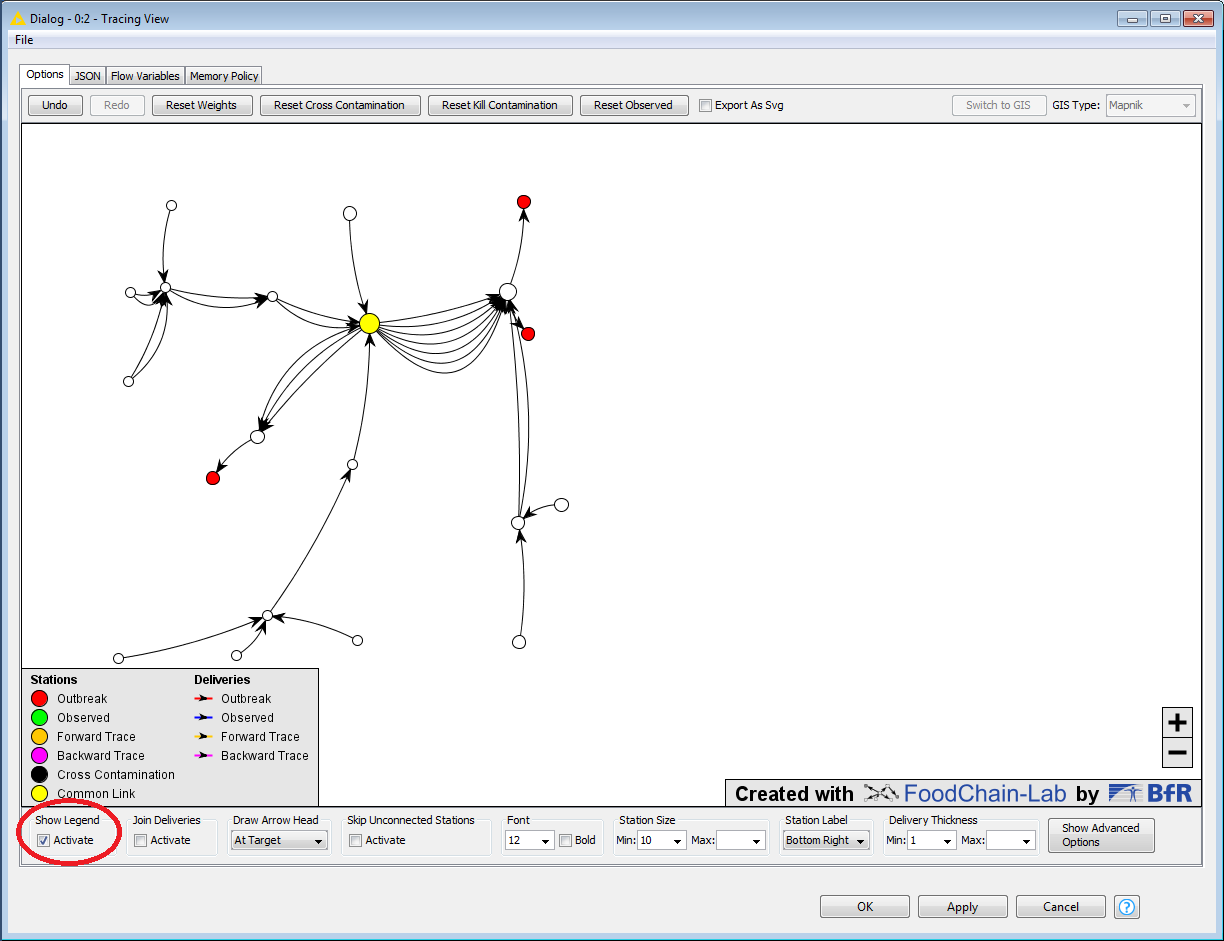 Dialog - 0:2 - Tracing View
File
Options JSON Flow Variables Memory Policy
Undo Redo Reset Weights Reset Cross Contamination Reset Kill Contamination Reset Observed Export As Svg Switch to GIS GIS Type: Mapnik
Stations Deliveries
Outbreak Outbreak
Observed Observed
Forward Trace Forward Trace
Backward Trace Backward Trace
Cross Contamination
Common Link
+
−
Created with FoodChain-Lab by BfR
Show Legend Join Deliveries Draw Arrow Head Skip Unconnected Stations Font Station Size Station Label Delivery Thickness
Activate Activate At Target Activate 12 Bold Min: 10 Max: Bottom Right Min: 1 Max: Show Advanced Options
OK Apply Cancel ?